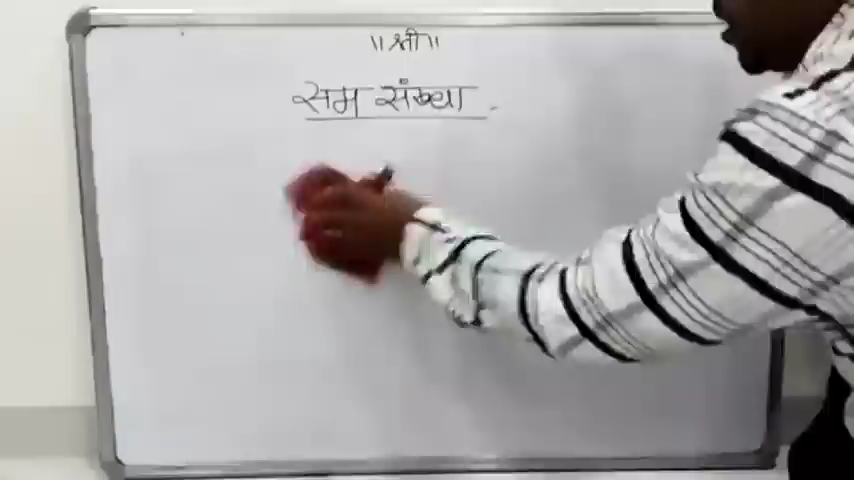 ॥ श्री ॥
सम संख्या .